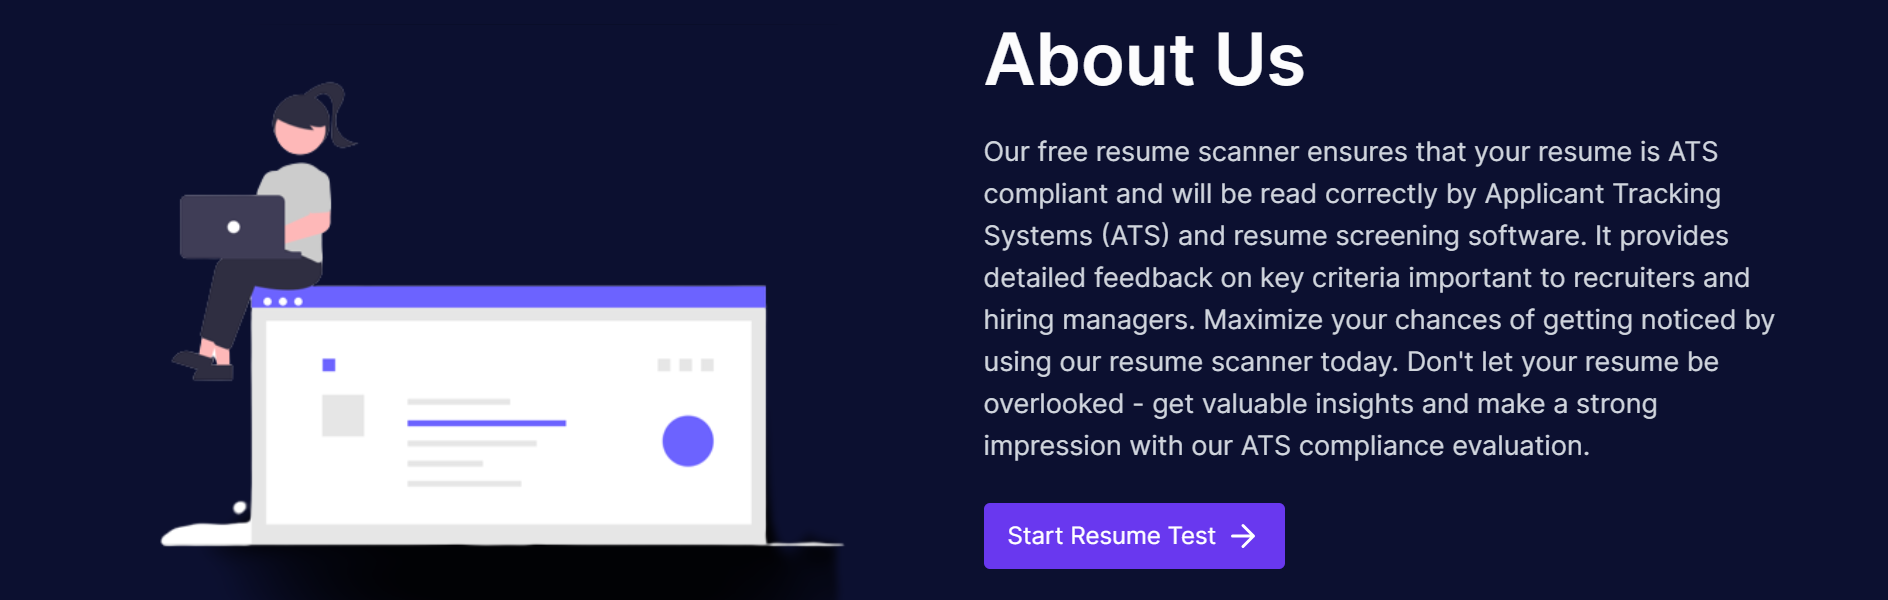 About Us
Our free resume scanner ensures that your resume is ATS
compliant and will be read correctly by Applicant Tracking
Systems (ATS) and resume screening software. It provides
detailed feedback on key criteria important to recruiters and
hiring managers. Maximize your chances of getting noticed by
using our resume scanner today. Don't let your resume be
overlooked - get valuable insights and make a strong
impression with our ATS compliance evaluation.
Start Resume Test